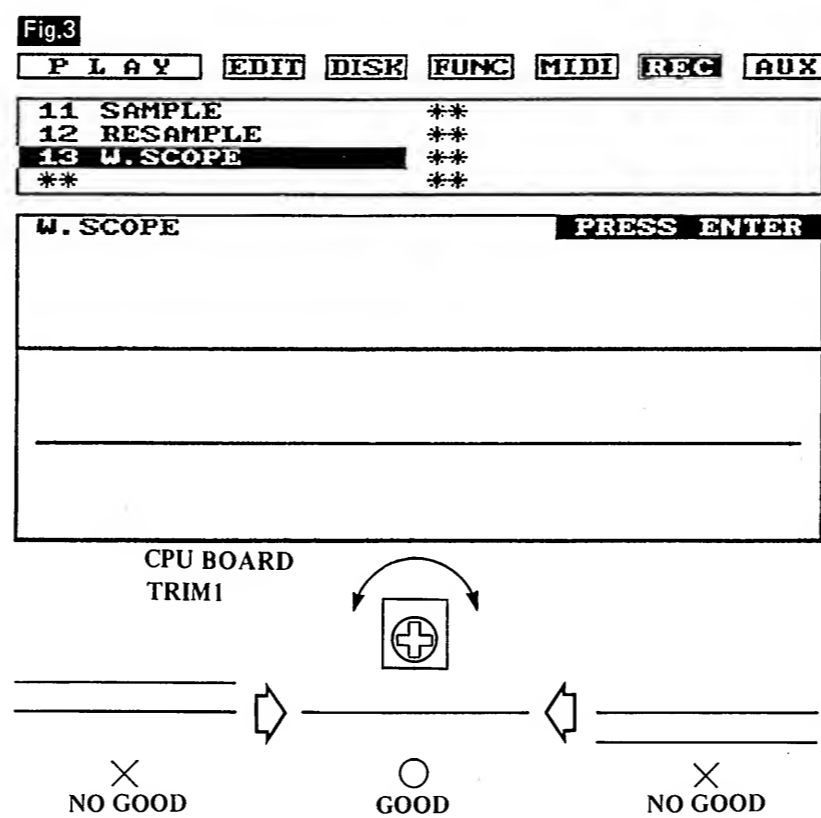 Fig.3
PLAY EDIT DISK FUNC MIDI REC AUX
11 SAMPLE **
12 RESAMPLE **
13 W.SCOPE **
** **
W.SCOPE PRESS ENTER
CPU BOARD
TRIM1
NO GOOD GOOD NO GOOD